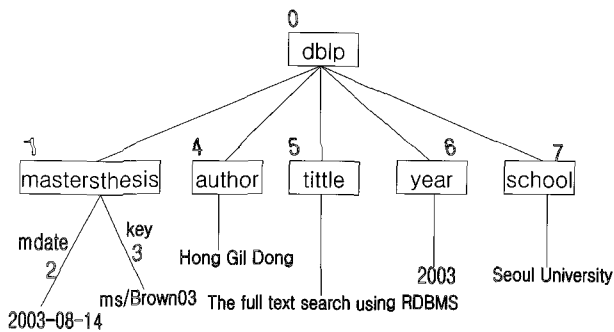 0
dblp
1 4 5 6 7
mastersthesis author tittle year school
mdate key
2 3
Hong Gil Dong
2003
Seoul University
ms/Brown03
The full text search using RDBMS
2003-08-14